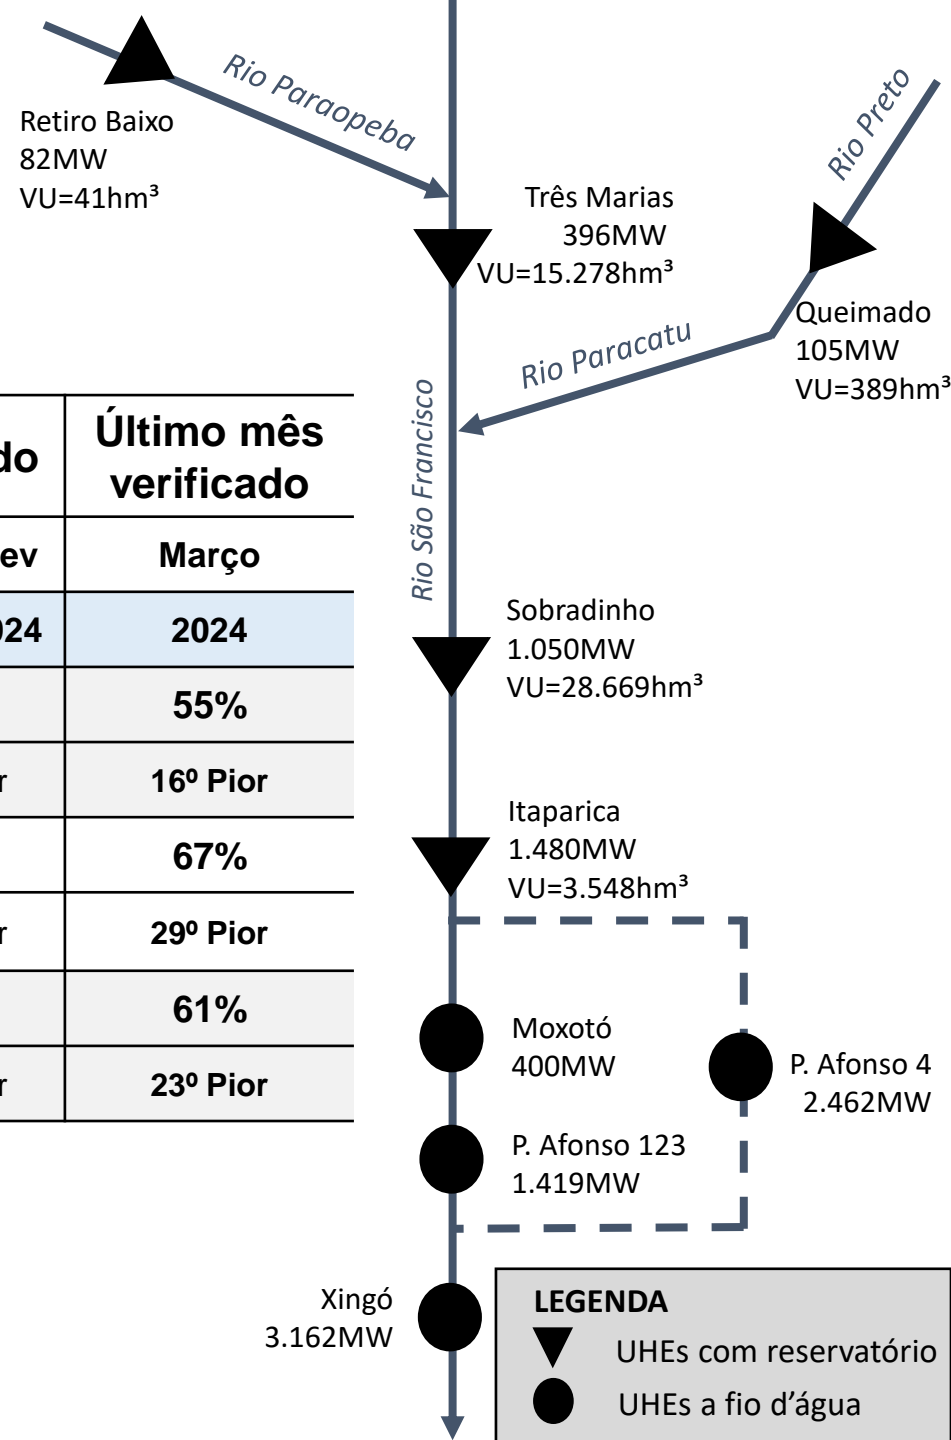 Rio Paraopeba
Retiro Baixo
82MW
VU=41hm³
Rio Preto
Três Marias
396MW
VU=15.278hm³
Queimado
105MW
VU=389hm³
Rio Paracatu
Rio São Francisco
do
Último mês
verificado
ev
Março
024
2024
55%
r
16º Pior
67%
r
29º Pior
61%
r
23º Pior
Sobradinho
1.050MW
VU=28.669hm³
Itaparica
1.480MW
VU=3.548hm³
Moxotó
400MW
P. Afonso 4
2.462MW
P. Afonso 123
1.419MW
Xingó
3.162MW
LEGENDA
UHEs com reservatório
UHEs a fio d'água